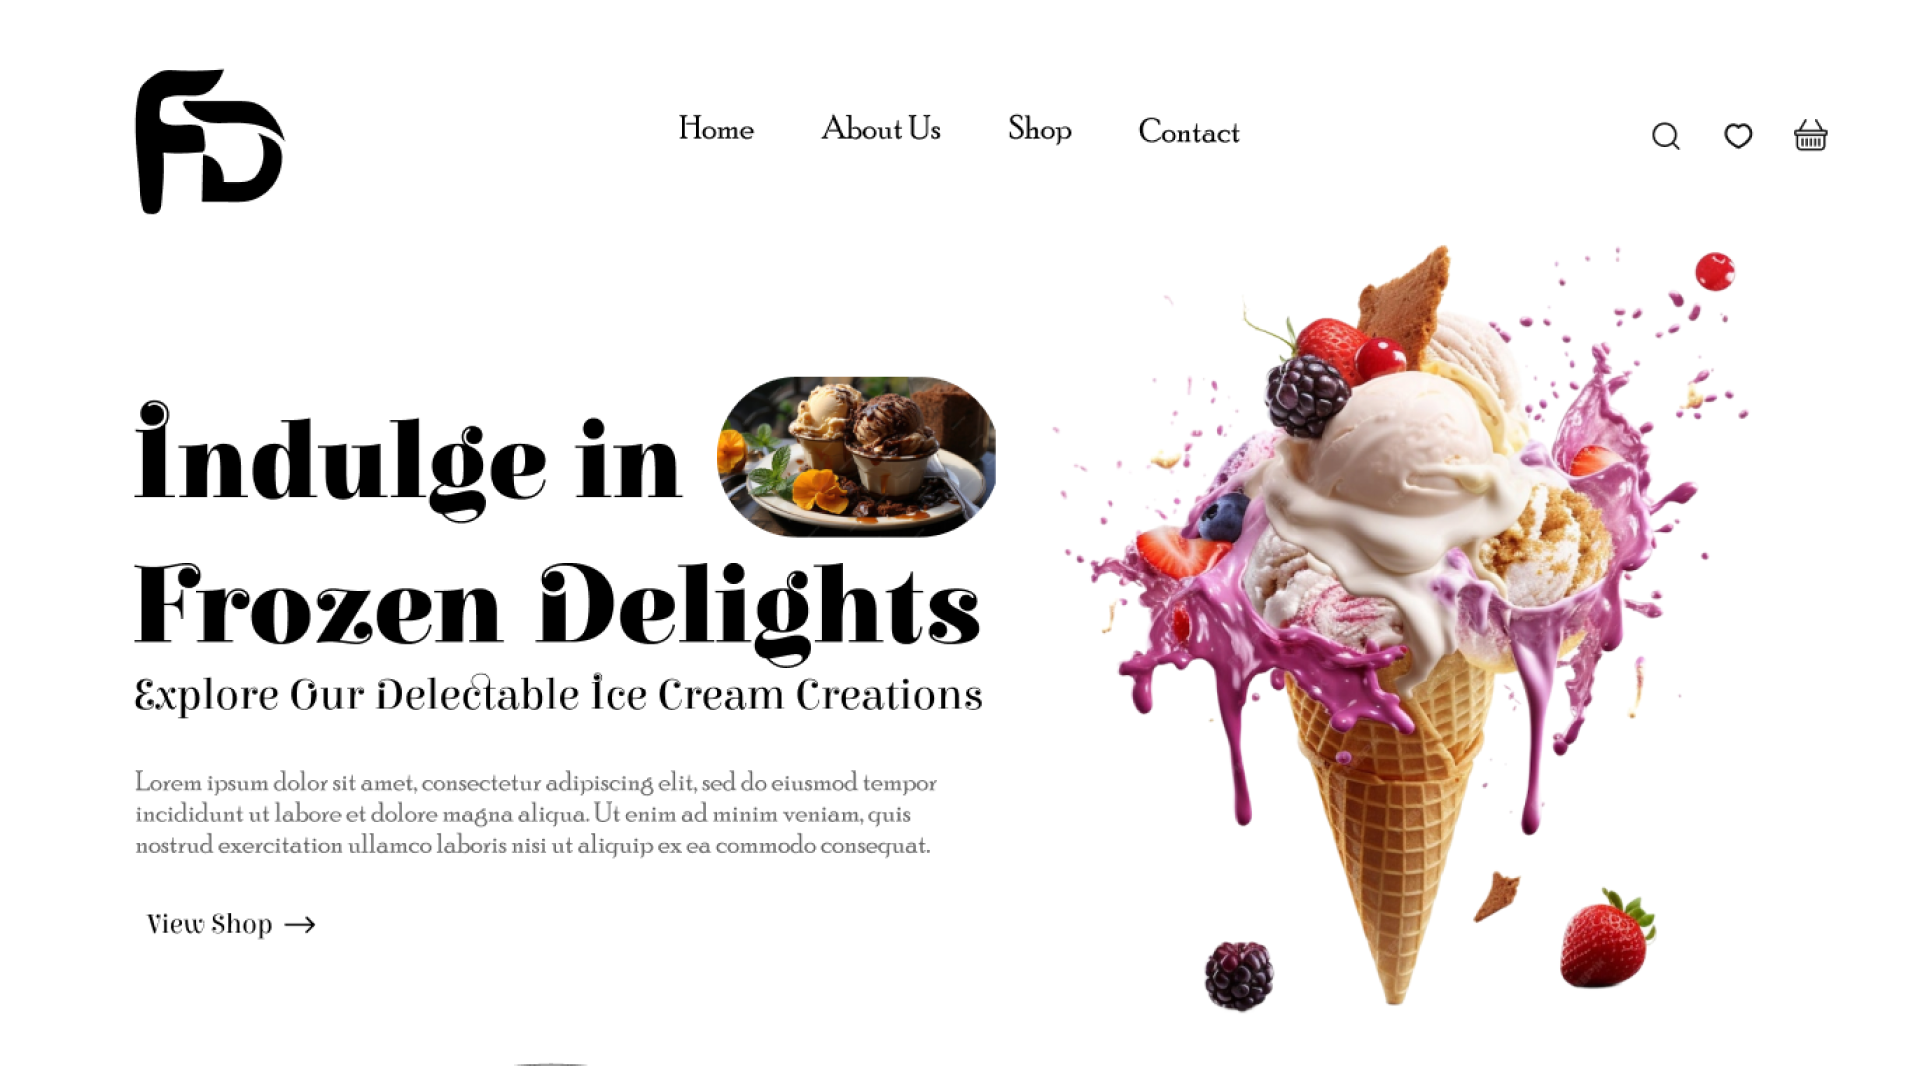 FD
Home About Us Shop Contact
Indulge in
Frozen Delights
Explore Our Delectable Ice Cream Creations
Lorem ipsum dolor sit amet, consectetur adipiscing elit, sed do eiusmod tempor
incididunt ut labore et dolore magna aliqua. Ut enim ad minim veniam, quis
nostrud exercitation ullamco laboris nisi ut aliquip ex ea commodo consequat.
View Shop →